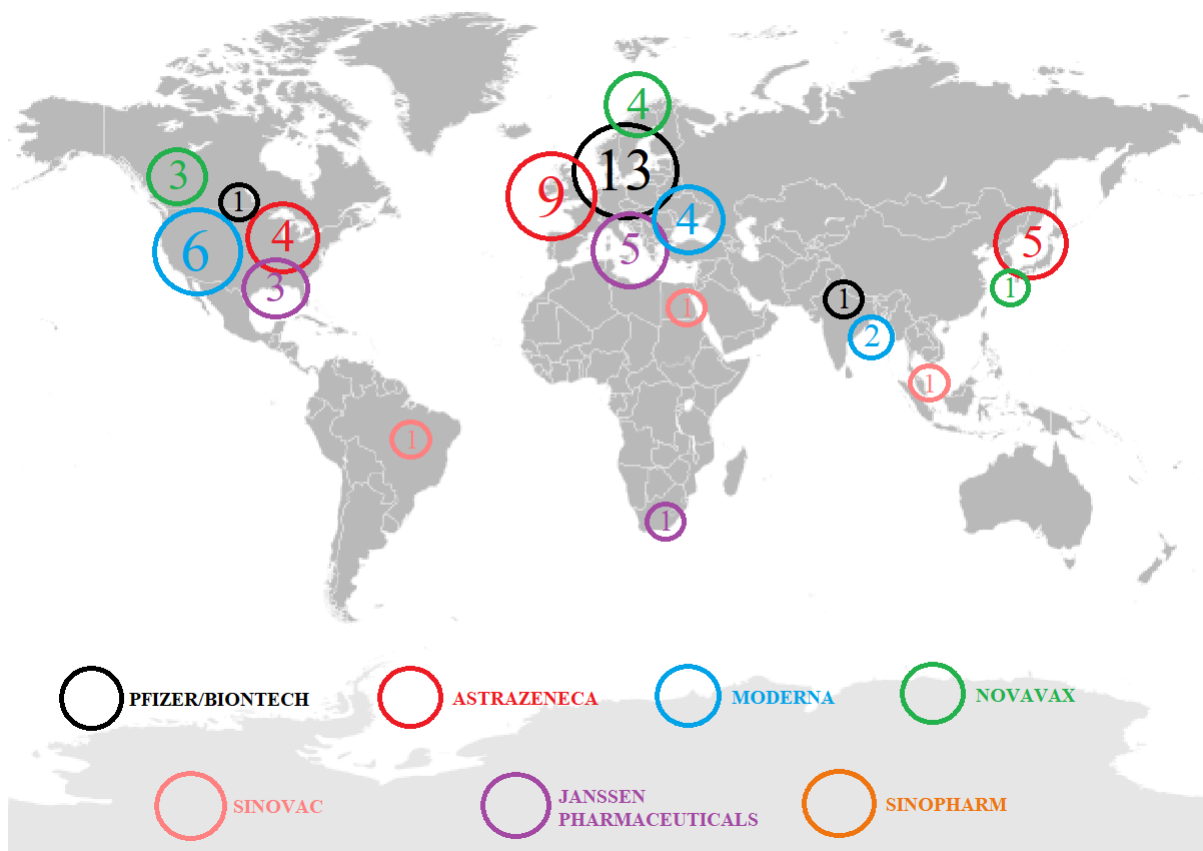 4
13
3
1
9
4
6
4
5
5
3
1
1
1
2
1
1
1
PFIZER/BIONTECH
ASTRAZENECA
MODERNA
NOVAVAX
SINOVAC
JANSSEN
PHARMACEUTICALS
SINOPHARM